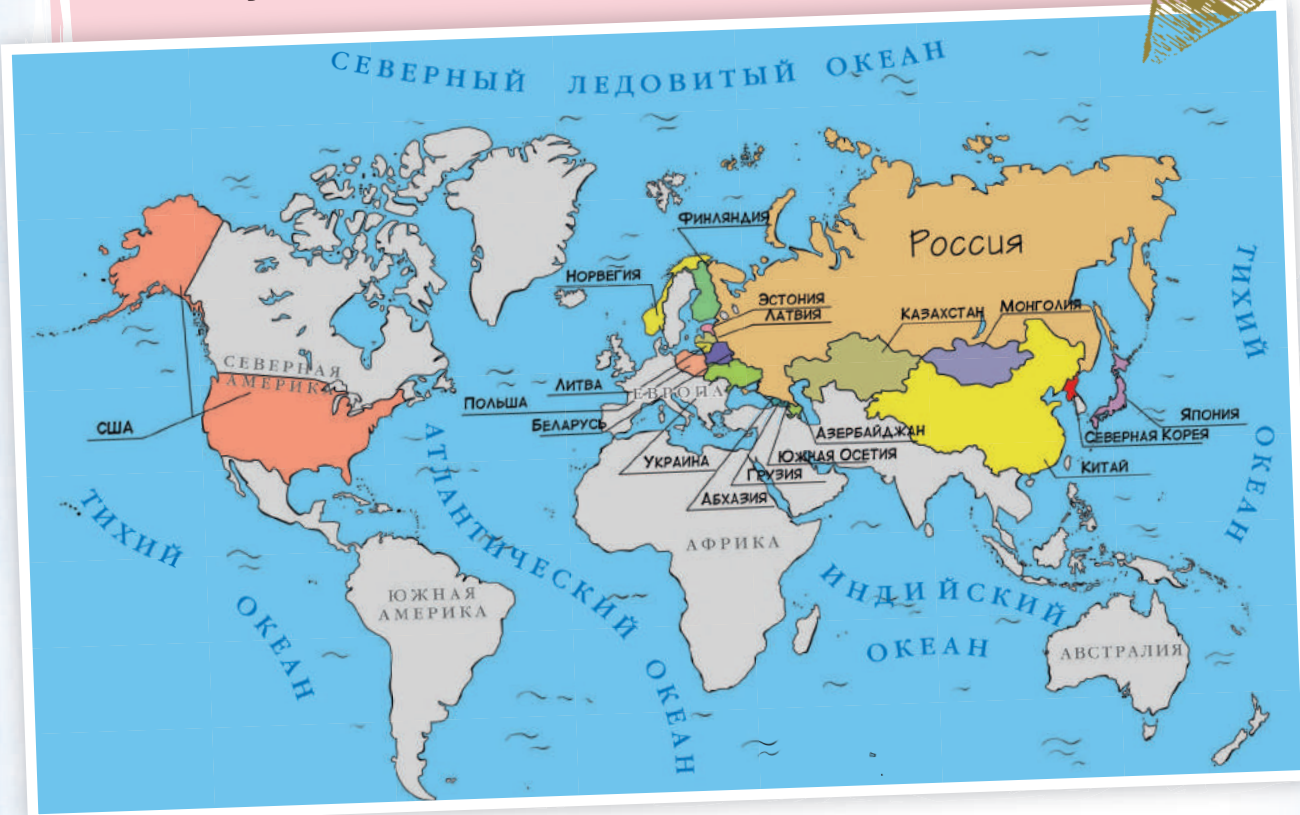 СЕВЕРНЫЙ ЛЕДОВИТЫЙ ОКЕАН
ФИНЛЯНДИЯ
РОССИЯ
НОРВЕГИЯ
ЭСТОНИЯ
ЛАТВИЯ
КАЗАХСТАН
МОНГОЛИЯ
ТИХИЙ
ОКЕАН
СЕВЕРНАЯ
АМЕРИКА
ЛИТВА
ЕВРОПА
ПОЛЬША
БЕЛАРУСЬ
США
ЯПОНИЯ
СЕВЕРНАЯ КОРЕЯ
КИТАЙ
АЗЕРБАЙДЖАН
ЮЖНАЯ ОСЕТИЯ
УКРАИНА
ГРУЗИЯ
АБХАЗИЯ
ТИХИЙ
ОКЕАН
АТЛАНТИЧЕСКИЙ ОКЕАН
АФРИКА
ЮЖНАЯ
АМЕРИКА
ИНДИЙСКИЙ
ОКЕАН
АВСТРАЛИЯ